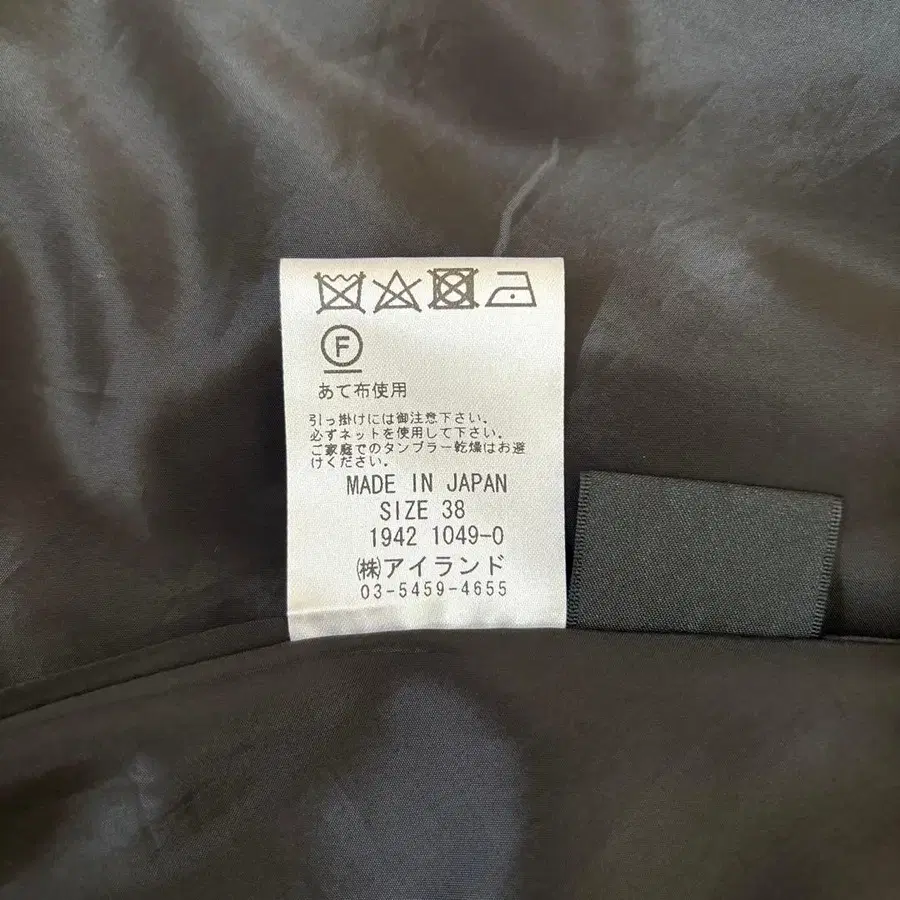 F
あて布使用
引っ掛けには御注意下さい。
必ずネットを使用して下さい。
ご家庭でのタンブラー乾燥はお避
けください。
MADE IN JAPAN
SIZE 38
1942 1049-0
㈱アイランド
03-5459-4655